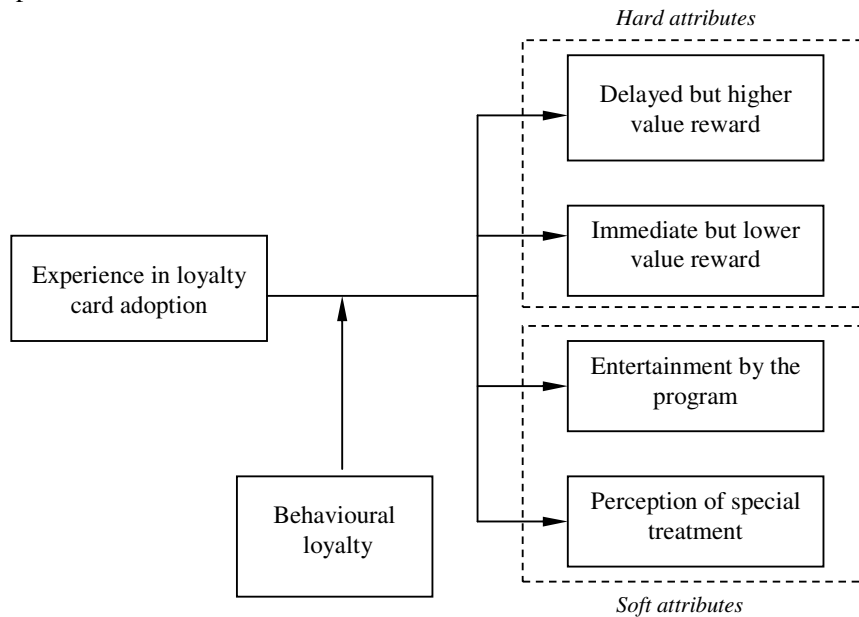 Hard attributes
Delayed but higher
value reward
Immediate but lower
value reward
Experience in loyalty
card adoption
Entertainment by the
program
Behavioural
loyalty
Perception of special
treatment
Soft attributes